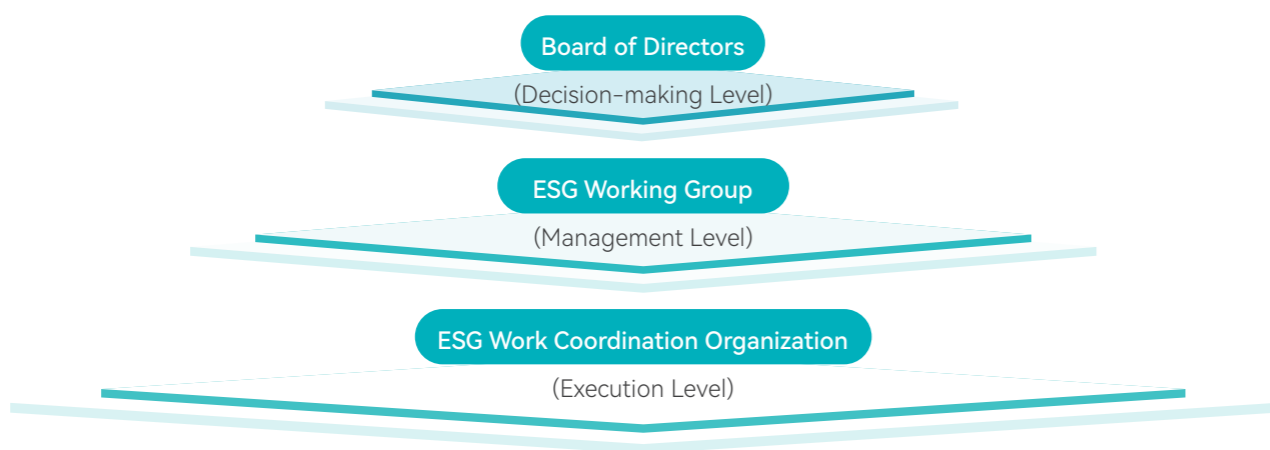 Board of Directors
(Decision-making Level)
ESG Working Group
(Management Level)
ESG Work Coordination Organization
(Execution Level)